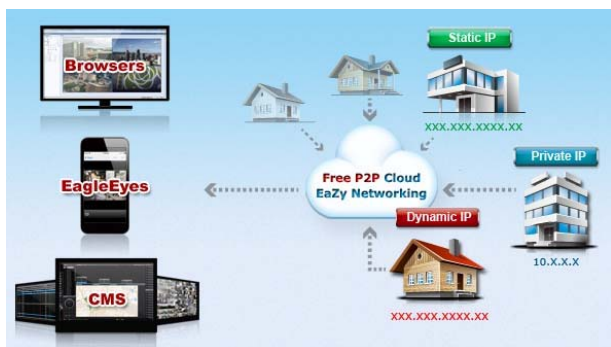 Browsers
EagleEyes
CMS
Static IP
xxx.xxx.xxxx.xx
Free P2P Cloud
EaZy Networking
Private IP
10.x.x.x
Dynamic IP
xxx.xxx.xxxx.xx